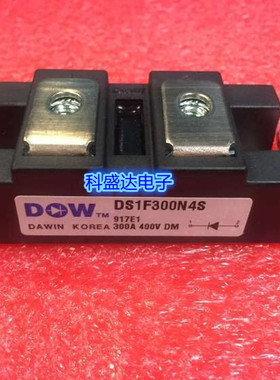 科盛达电子
DOW™ DS1F300N4S
917E1
DAWIN KOREA 300A 400V DM